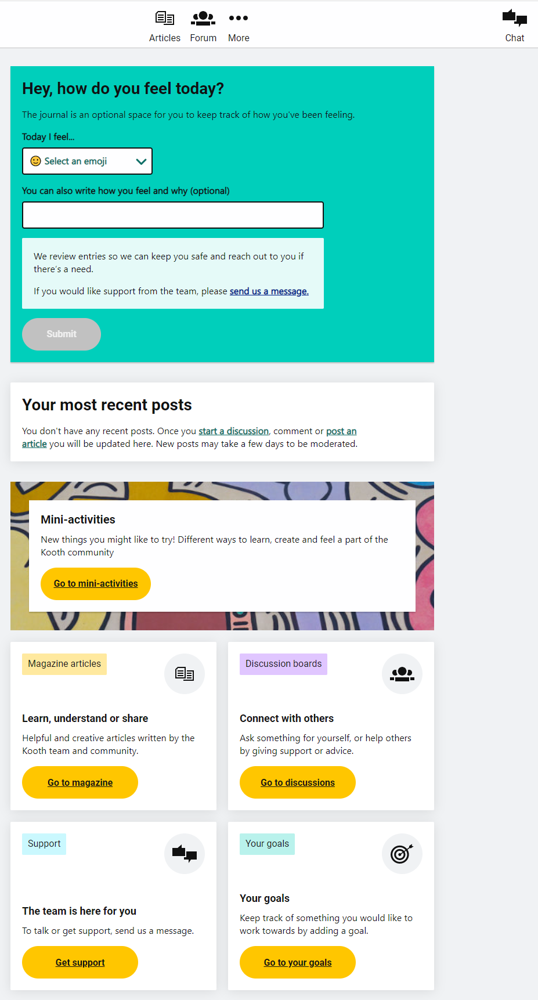 Articles
Forum
More
Chat
Hey, how do you feel today?
The journal is an optional space for you to keep track of how you've been feeling.
Today I feel...
Select an emoji
You can also write how you feel and why (optional)
We review entries so we can keep you safe and reach out to you if
there's a need.
If you would like support from the team, please send us a message.
Submit
Your most recent posts
You don't have any recent posts. Once you start a discussion, comment or post an
article you will be updated here. New posts may take a few days to be moderated.
Mini-activities
New things you might like to try! Different ways to learn, create and feel a part of the
Kooth community
Go to mini-activities
Magazine articles
Learn, understand or share
Helpful and creative articles written by the
Kooth team and community.
Go to magazine
Discussion boards
Connect with others
Ask something for yourself, or help others
by giving support or advice.
Go to discussions
Support
The team is here for you
To talk or get support, send us a message.
Get support
Your goals
Your goals
Keep track of something you would like to
work towards by adding a goal.
Go to your goals